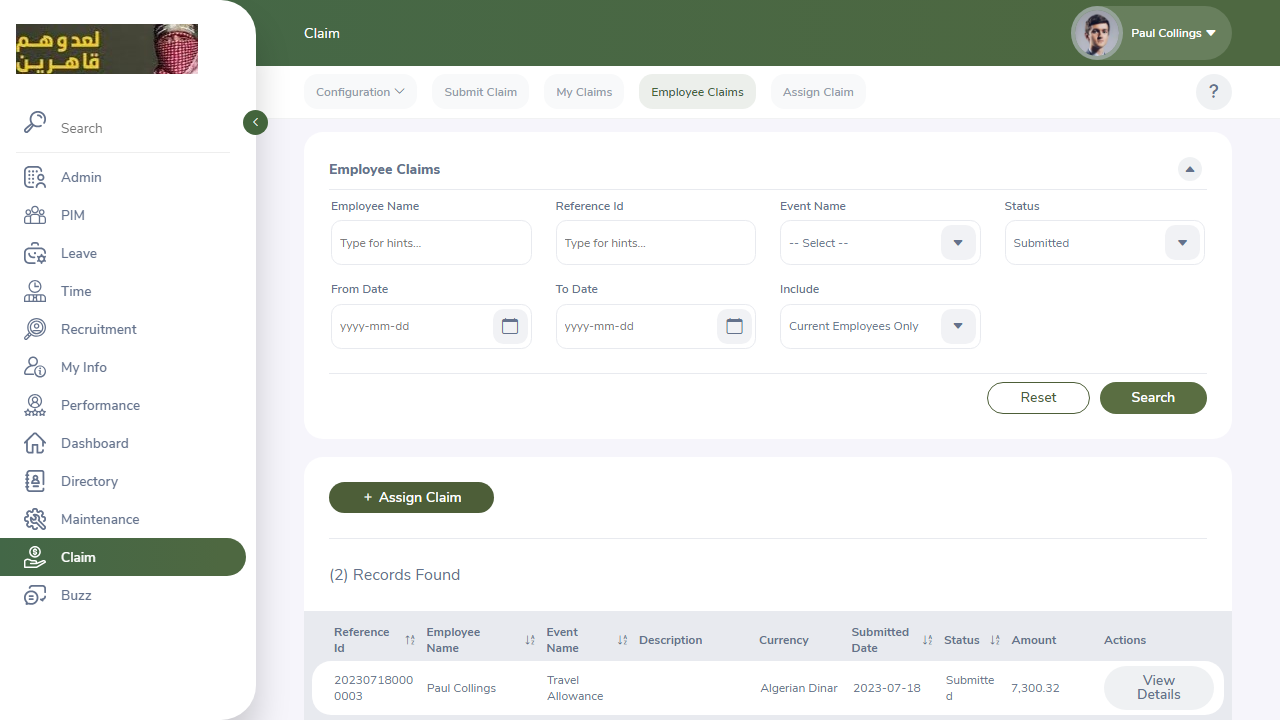 لعدوهم
قاهرين
Claim
Paul Collings
Configuration
Submit Claim
My Claims
Employee Claims
Assign Claim
?
Search
Admin
PIM
Leave
Time
Recruitment
My Info
Performance
Dashboard
Directory
Maintenance
Claim
Buzz
Employee Claims
Employee Name
Reference Id
Event Name
Status
Type for hints...
Type for hints...
-- Select --
Submitted
From Date
To Date
Include
yyyy-mm-dd
yyyy-mm-dd
Current Employees Only
Reset
Search
+ Assign Claim
(2) Records Found
Reference
Id
Employee
Name
Event
Name
Description
Currency
Submitted
Date
Status
Amount
Actions
20230718000
0003
Paul Collings
Travel
Allowance
Algerian Dinar
2023-07-18
Submitte
d
7,300.32
View
Details